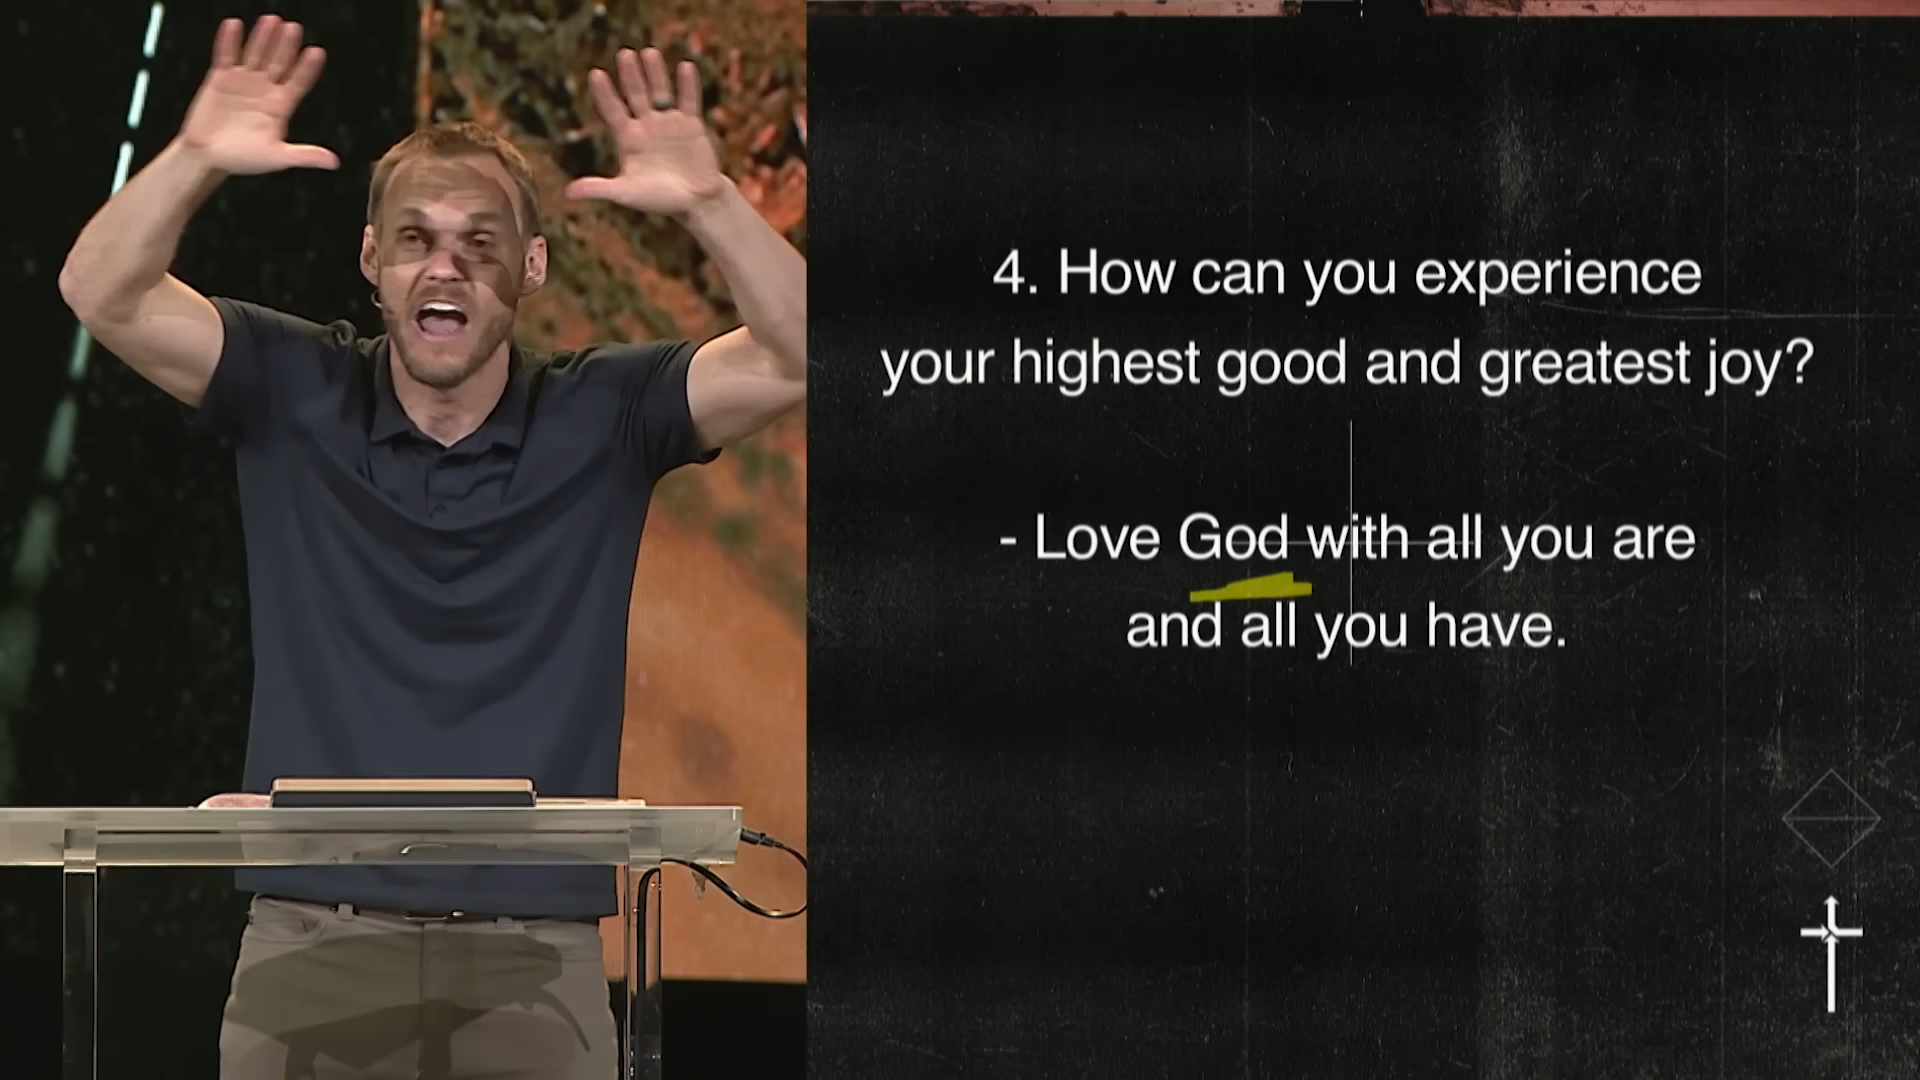 4. How can you experience
your highest good and greatest joy?
- Love God with all you are
and all you have.